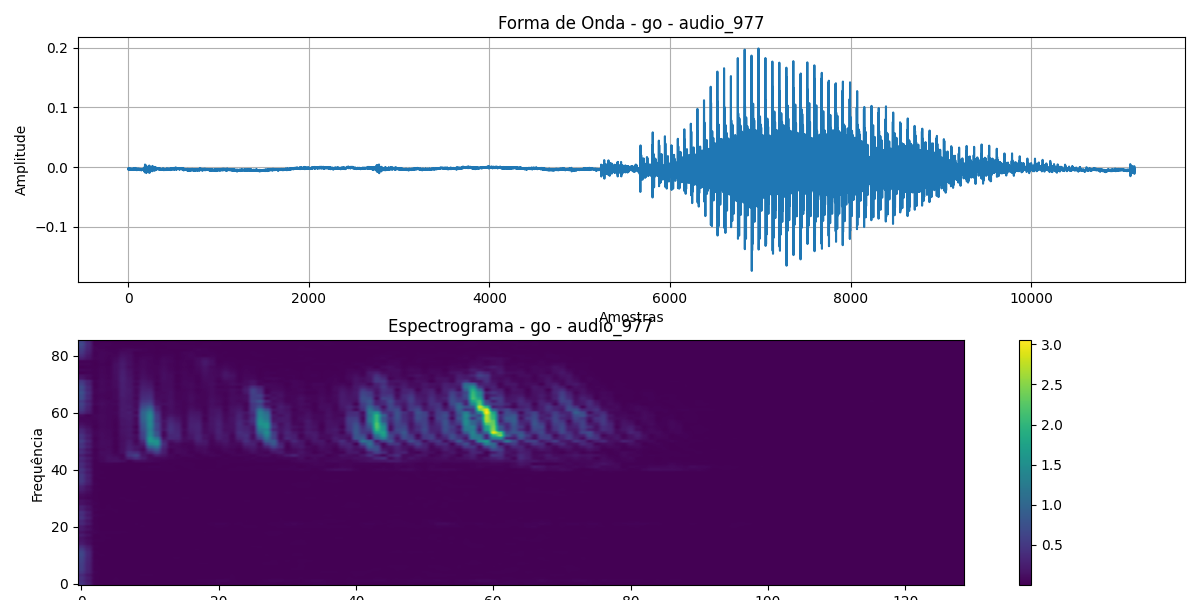 Forma de Onda - go - audio_977
Amplitude
0.2
0.1
0.0
−0.1
0 2000 4000 6000 8000 10000
Amostras
Espectrograma - go - audio_977
Frequência
80
60
40
20
0
0 20 40 60 80 100 120
3.0
2.5
2.0
1.5
1.0
0.5